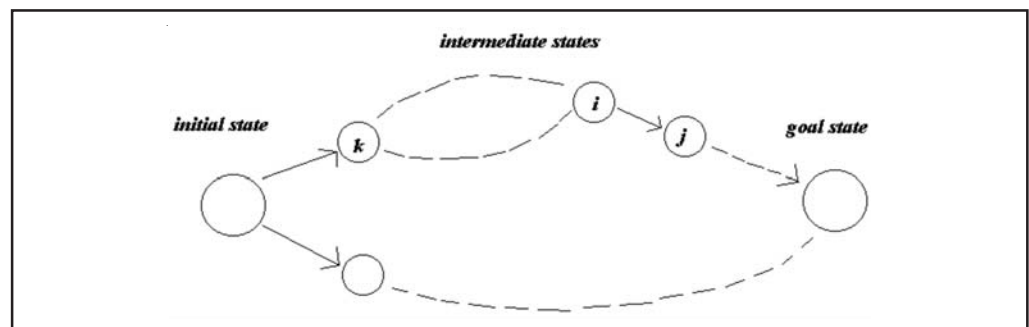 intermediate states
initial state
goal state
k
i
j